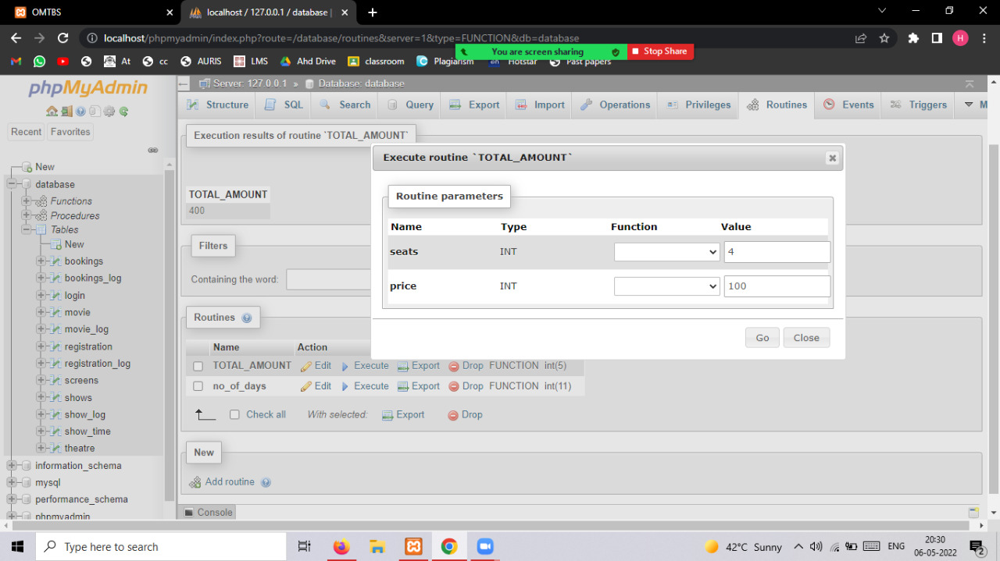 OMTBS
localhost / 127.0.0.1 / database |
localhost/phpmyadmin/index.php?route=/database/routines&server=1&type=FUNCTION&db=database
H
You are screen sharing
Stop Share
At
cc
AURIS
LMS
Ahd Drive
classroom
Plagiarism
Hotstar
Past papers
phpMyAdmin
Server: 127.0.0.1 » Database: database
Structure
SQL
Search
Query
Export
Import
Operations
Privileges
Routines
Events
Triggers
M
Recent
Favorites
New
database
Functions
Procedures
Tables
New
bookings
bookings_log
login
movie
movie_log
registration
registration_log
screens
shows
show_log
show_time
theatre
information_schema
mysql
performance_schema
phpmyadmin
Execution results of routine `TOTAL_AMOUNT`
TOTAL_AMOUNT
400
Filters
Containing the word:
Execute routine `TOTAL_AMOUNT`
Routine parameters
Name Type Function Value
seats INT 4
price INT 100
Go Close
Routines
Name Action
TOTAL_AMOUNT Edit Execute Export Drop FUNCTION int(5)
no_of_days Edit Execute Export Drop FUNCTION int(11)
Check all With selected: Export Drop
New
Add routine
Console
Type here to search
42°C Sunny
ENG
20:30
06-05-2022
2